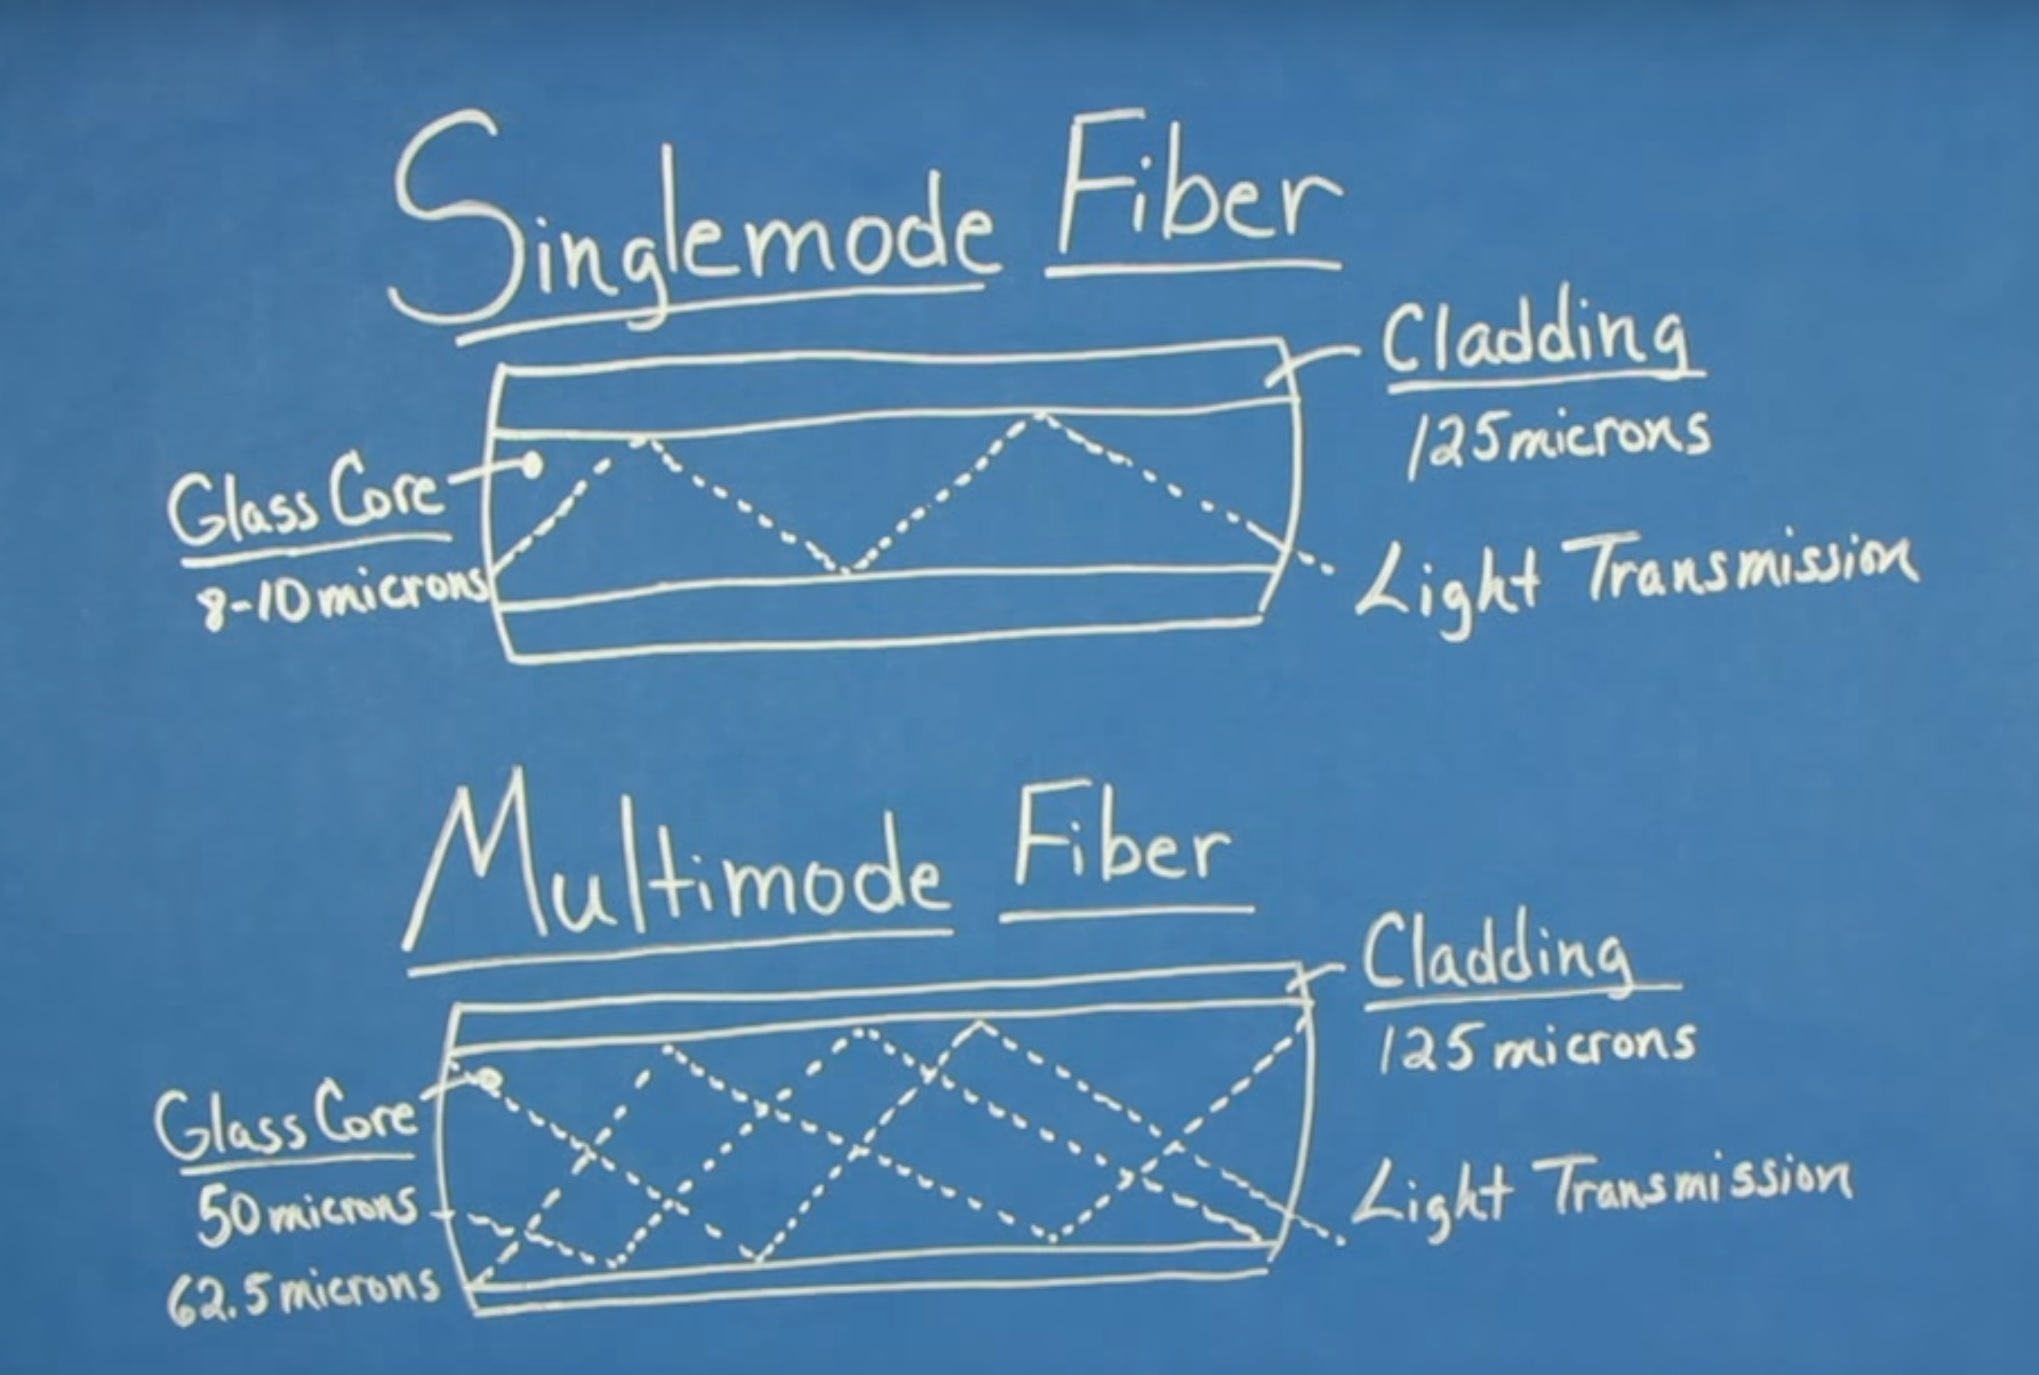 Singlemode Fiber
Cladding
125 microns
Glass Core
8-10 microns
Light Transmission
Multimode Fiber
Cladding
125 microns
Glass Core
50 microns
62.5 microns
Light Transmission